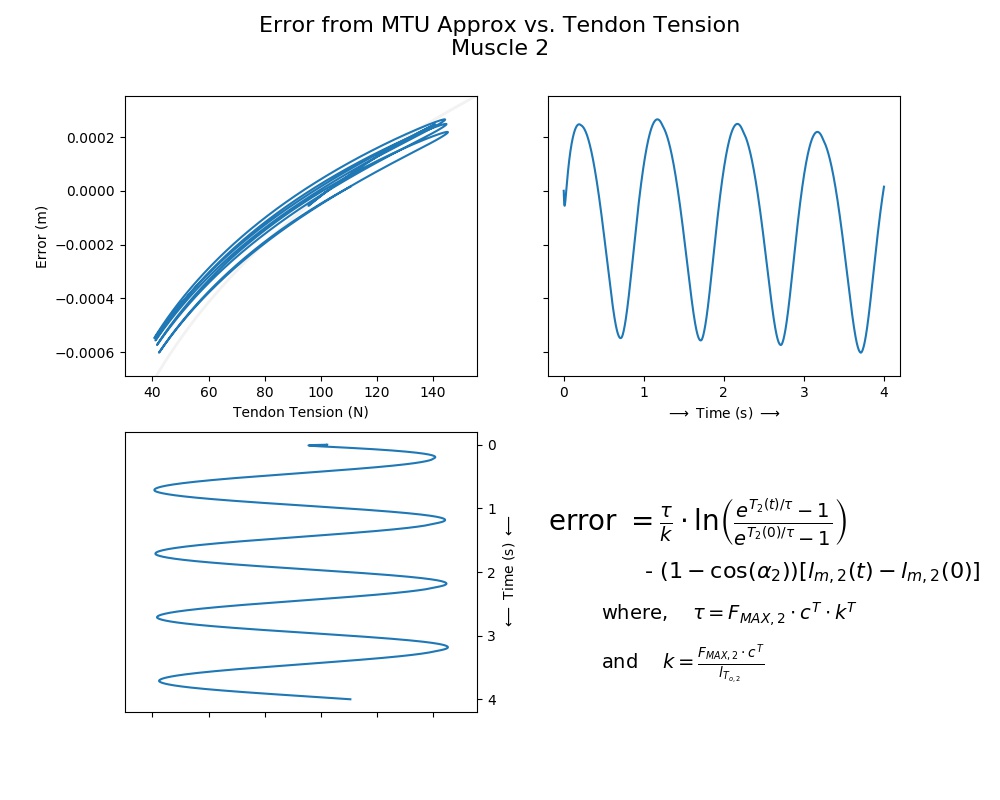 Error from MTU Approx vs. Tendon Tension
Muscle 2
0.0002
0.0000
−0.0002
−0.0004
−0.0006
Error (m)
40 60 80 100 120 140
Tendon Tension (N)
0 1 2 3 4
⟶ Time (s) ⟶
0
1
2
3
4
⟵ Time (s) ⟵
error = τ/k · ln((e^{T₂(t)/τ} − 1)/(e^{T₂(0)/τ} − 1))
- (1 − cos(α₂))[l_{m,2}(t) − l_{m,2}(0)]
where, τ = F_{MAX,2} · c^T · k^T
and k = F_{MAX,2} · c^T / l_{T_{o,2}}